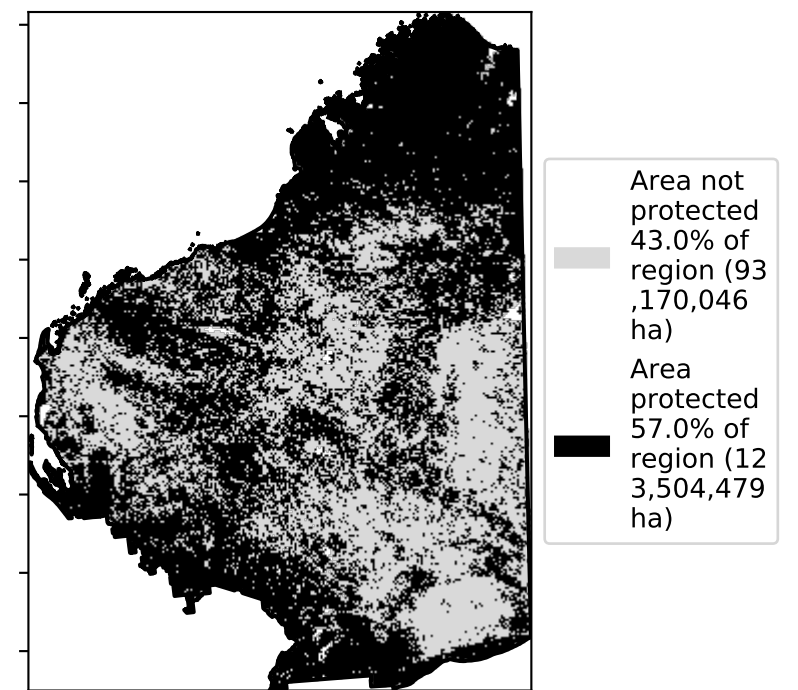 Area not
protected
43.0% of
region (93
,170,046
ha)
Area
protected
57.0% of
region (12
3,504,479
ha)